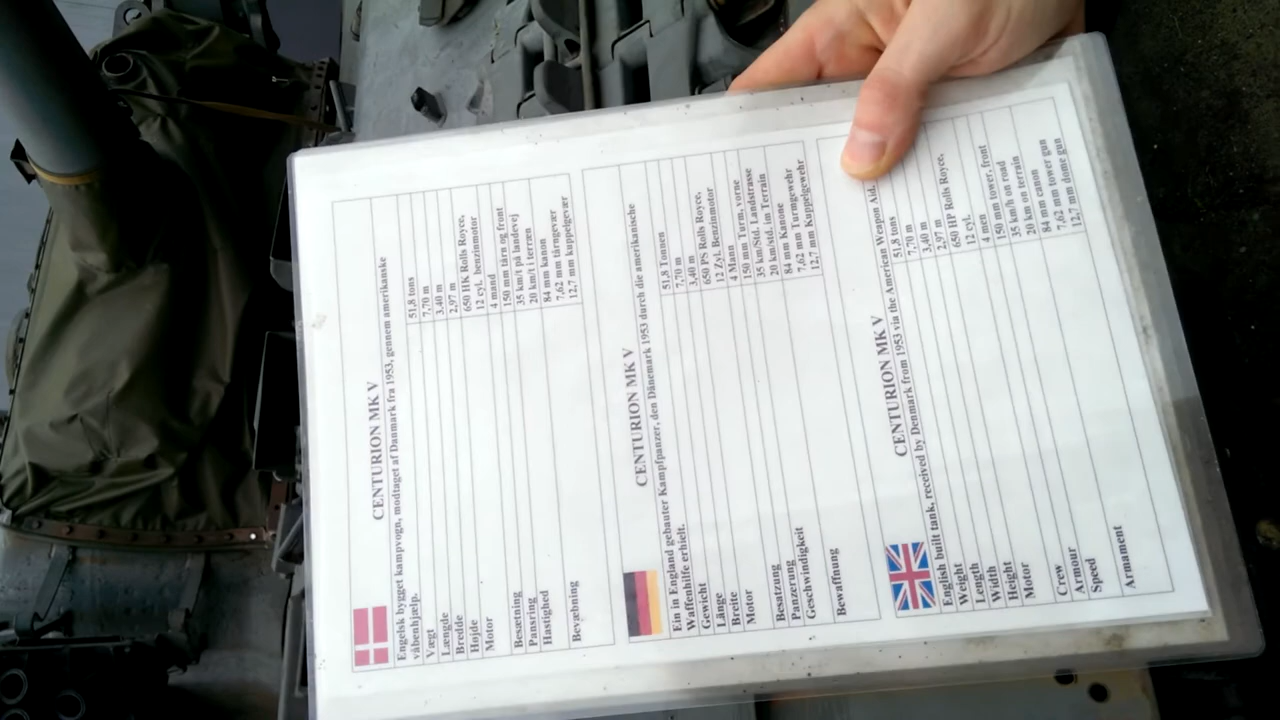 CENTURION MK V
Engelsk bygget kampvogn, modtaget af Danmark fra 1953, gennem amerikanske
våbenhjælp.
Vægt 51,8 tons
Længde 7,70 m
Bredde 3,40 m
Højde 2,97 m
Motor 650 HK Rolls Royce,
12 cyl. benzinmotor
Besætning 4 mand
Pansring 150 mm tårn og front
Hastighed 35 km/t på landevej
20 km/t i terræn
Bevæbning 84 mm kanon
7,62 mm tårngevær
12,7 mm kuppelgevær
CENTURION MK V
Ein in England gebauter Kampfpanzer, den Dänemark 1953 durch die amerikanische
Waffenhilfe erhielt.
Gewicht 51,8 Tonnen
Länge 7,70 m
Breite 3,40 m
Motor 650 PS Rolls Royce,
12 Zyl. Benzinmotor
Besatzung 4 Mann
Panzerung 150 mm Turm, vorne
Geschwindigkeit 35 km/Std. Landstrasse
20 km/std. im Terrain
Bewaffnung 84 mm Kanone
7,62 mm Turmgewehr
12,7 mm Kuppelgewehr
CENTURION MK V
English built tank, received by Denmark from 1953 via the American Weapon Aid.
Weight 51,8 tons
Length 7,70 m
Width 3,40 m
Height 2,97 m
Motor 650 HP Rolls Royce,
12 cyl.
Crew 4 men
Armour 150 mm tower, front
Speed 35 km/h on road
20 km on terrain
Armament 84 mm canon
7,62 mm tower gun
12,7 mm dome gun